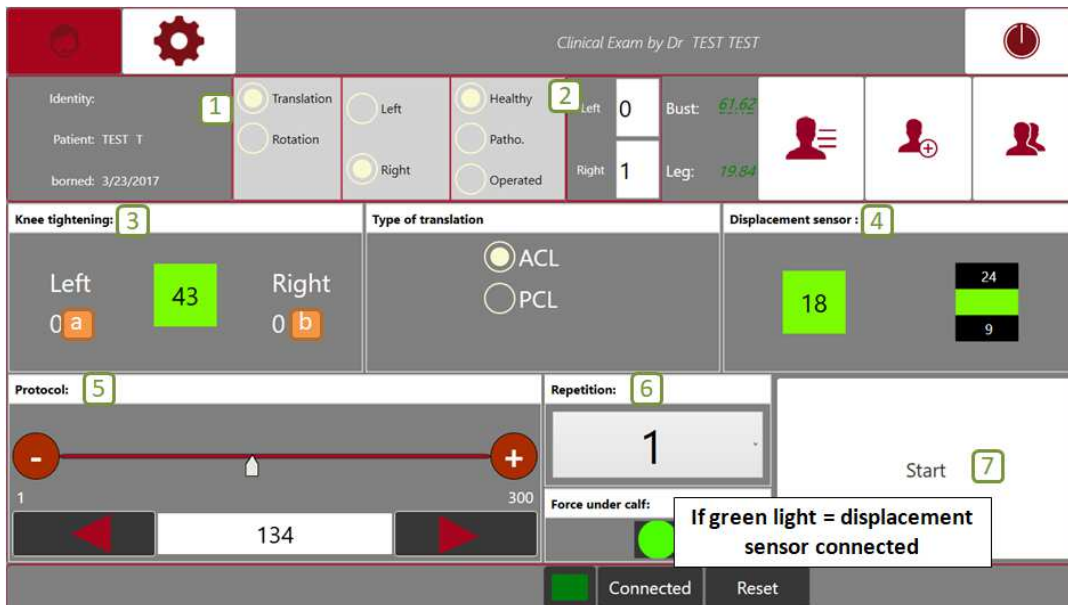 Clinical Exam by Dr TEST TEST
Identity:
Patient: TEST T
borned: 3/23/2017
1
Translation
Rotation
Left
Right
Healthy
Patho.
Operated
2
Left
0
Right
1
Bust:
61.62
Leg:
19.84
Knee tightening:
3
Left
0
a
43
Right
0
b
Type of translation
ACL
PCL
Displacement sensor :
4
18
24
9
Protocol:
5
-
+
1
300
134
Repetition:
6
1
Force under calf:
Start
7
If green light = displacement
sensor connected
Connected
Reset